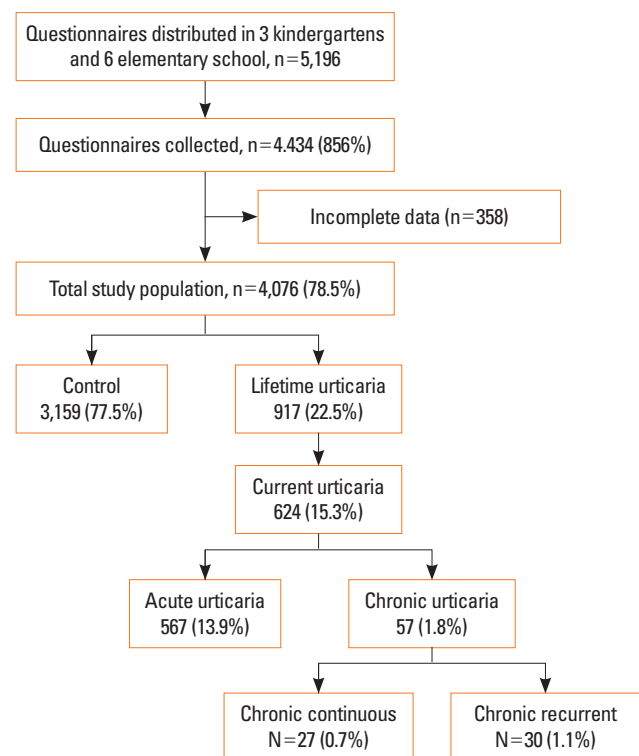 Questionnaires distributed in 3 kindergartens
and 6 elementary school, n=5,196
Questionnaires collected, n=4.434 (856%)
Incomplete data (n=358)
Total study population, n=4,076 (78.5%)
Control
3,159 (77.5%)
Lifetime urticaria
917 (22.5%)
Current urticaria
624 (15.3%)
Acute urticaria
567 (13.9%)
Chronic urticaria
57 (1.8%)
Chronic continuous
N=27 (0.7%)
Chronic recurrent
N=30 (1.1%)